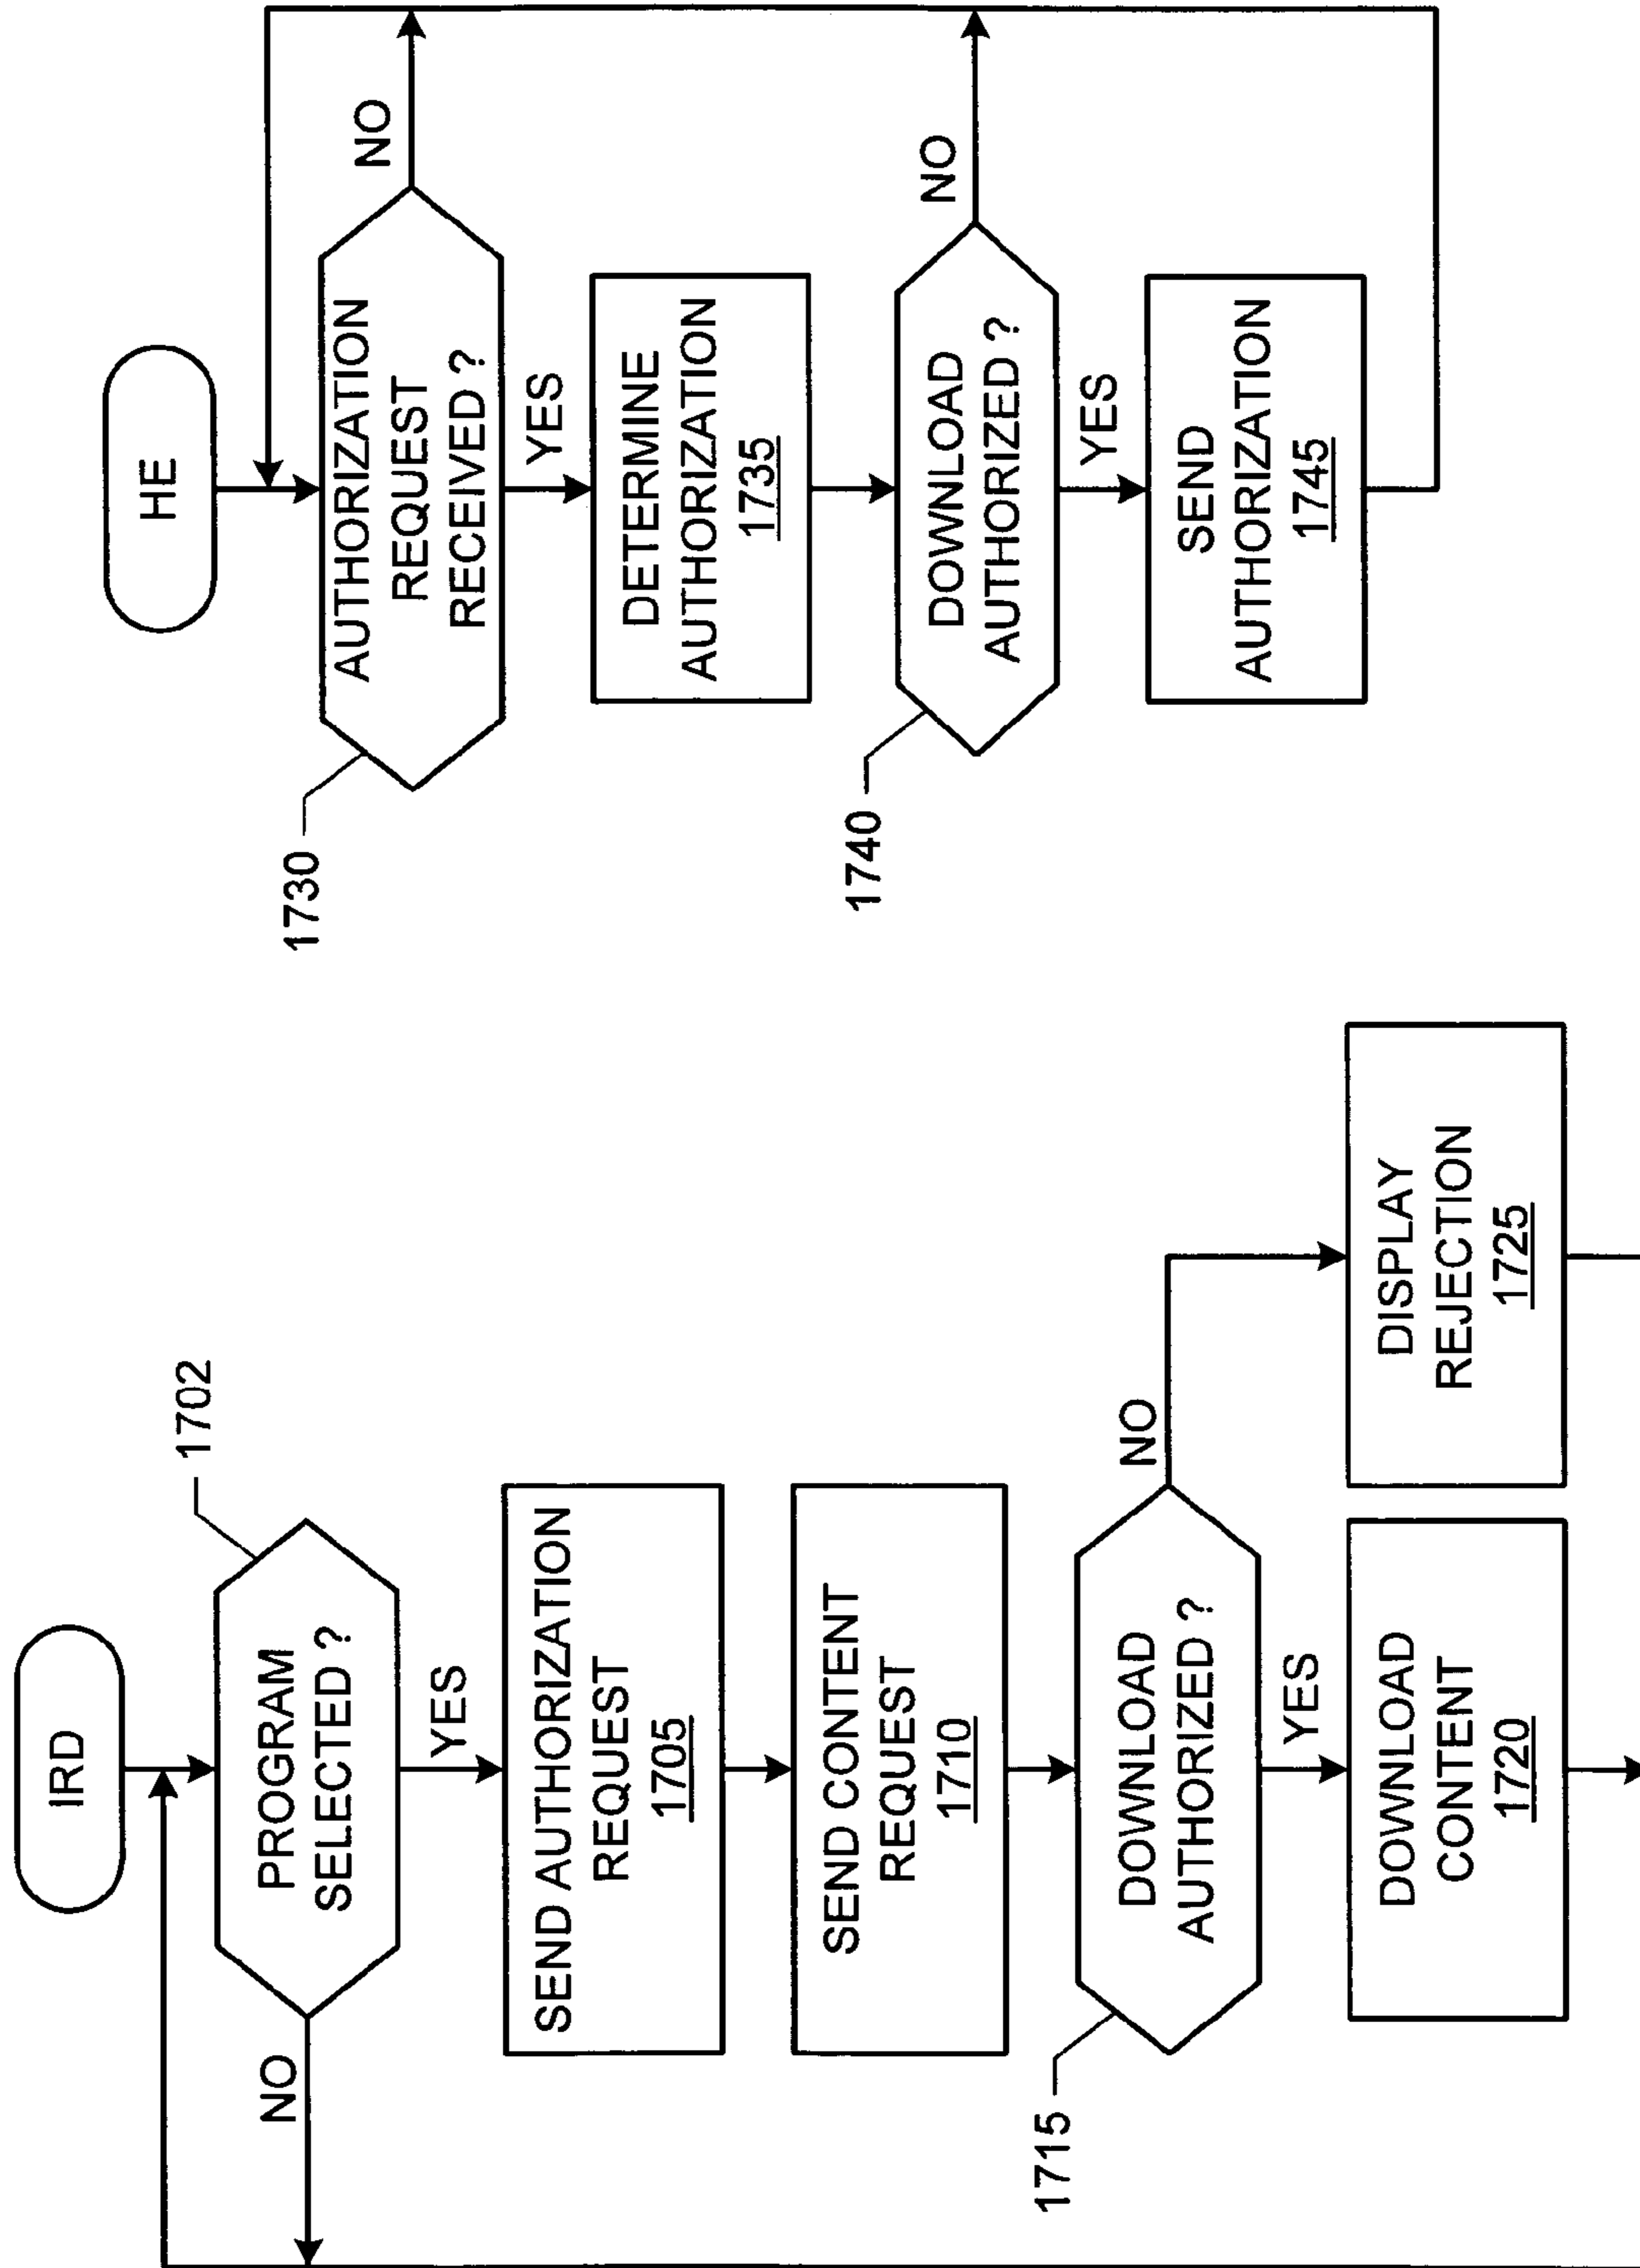 IRD
PROGRAM
SELECTED ?
1702
NO
YES
SEND AUTHORIZATION
REQUEST
1705
SEND CONTENT
REQUEST
1710
DOWNLOAD
AUTHORIZED ?
1715
NO
YES
DOWNLOAD
CONTENT
1720
DISPLAY
REJECTION
1725
HE
AUTHORIZATION
REQUEST
RECEIVED ?
1730
NO
YES
DETERMINE
AUTHORIZATION
1735
DOWNLOAD
AUTHORIZED ?
1740
NO
YES
SEND
AUTHORIZATION
1745